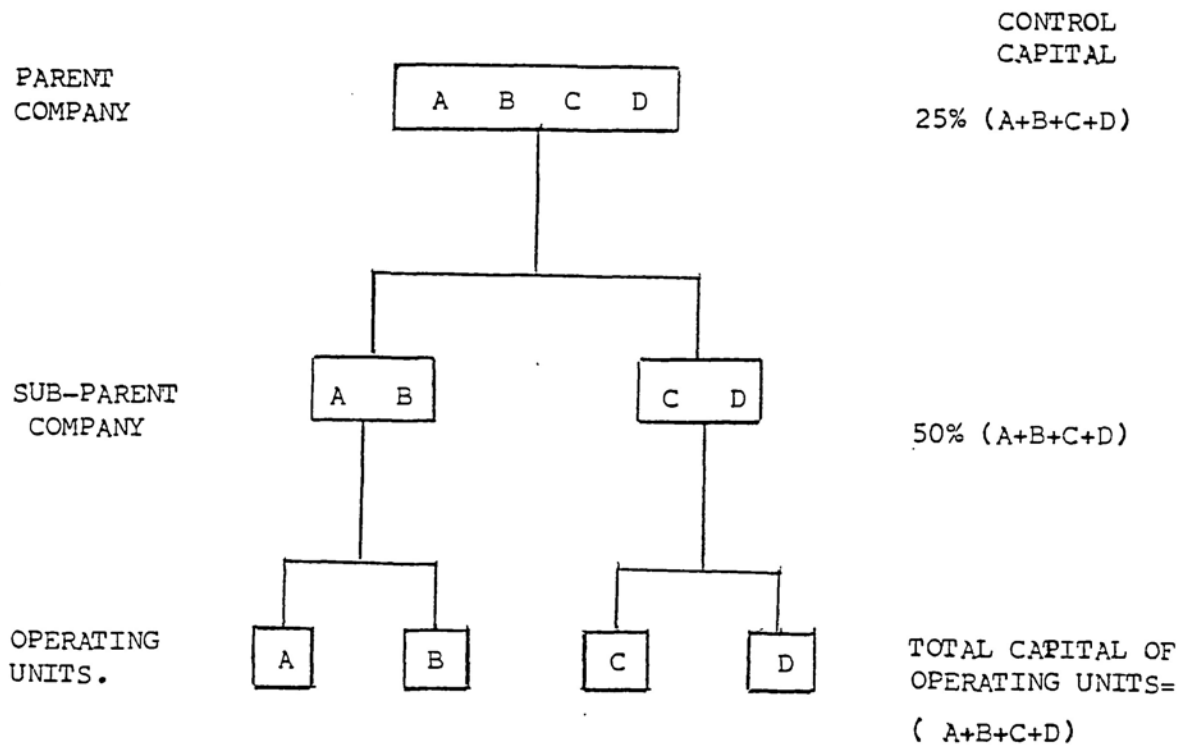 CONTROL
CAPITAL
PARENT
COMPANY
A B C D
25% (A+B+C+D)
SUB-PARENT
COMPANY
A B
C D
50% (A+B+C+D)
OPERATING
UNITS.
A
B
C
D
TOTAL CAPITAL OF
OPERATING UNITS=
( A+B+C+D)